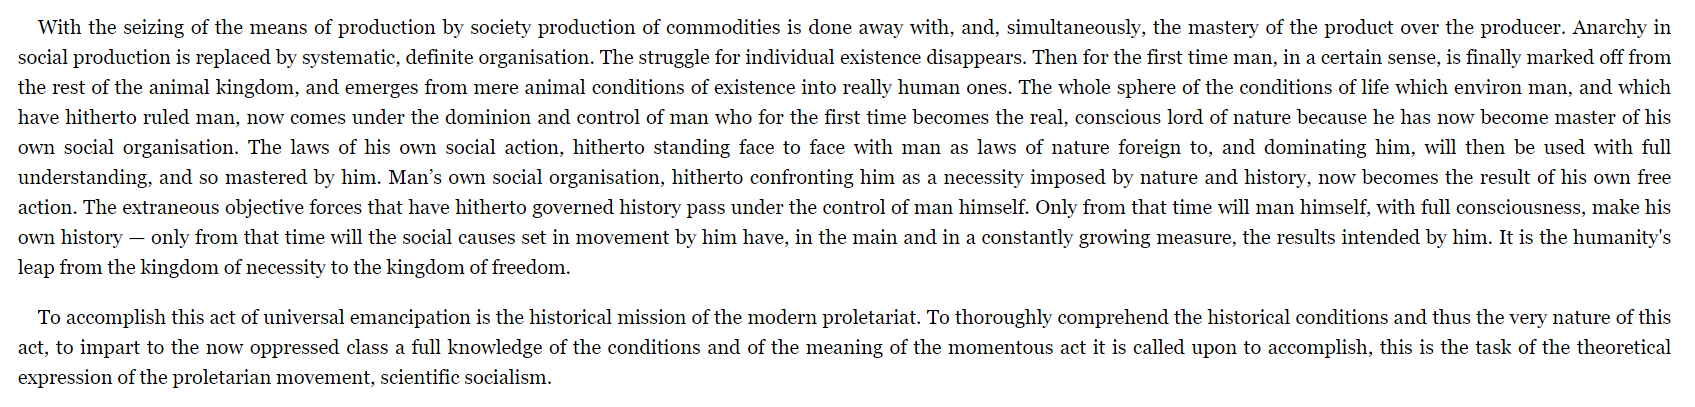 With the seizing of the means of production by society production of commodities is done away with, and, simultaneously, the mastery of the product over the producer. Anarchy in
social production is replaced by systematic, definite organisation. The struggle for individual existence disappears. Then for the first time man, in a certain sense, is finally marked off from
the rest of the animal kingdom, and emerges from mere animal conditions of existence into really human ones. The whole sphere of the conditions of life which environ man, and which
have hitherto ruled man, now comes under the dominion and control of man who for the first time becomes the real, conscious lord of nature because he has now become master of his
own social organisation. The laws of his own social action, hitherto standing face to face with man as laws of nature foreign to, and dominating him, will then be used with full
understanding, and so mastered by him. Man’s own social organisation, hitherto confronting him as a necessity imposed by nature and history, now becomes the result of his own free
action. The extraneous objective forces that have hitherto governed history pass under the control of man himself. Only from that time will man himself, with full consciousness, make his
own history — only from that time will the social causes set in movement by him have, in the main and in a constantly growing measure, the results intended by him. It is the humanity's
leap from the kingdom of necessity to the kingdom of freedom.
To accomplish this act of universal emancipation is the historical mission of the modern proletariat. To thoroughly comprehend the historical conditions and thus the very nature of this
act, to impart to the now oppressed class a full knowledge of the conditions and of the meaning of the momentous act it is called upon to accomplish, this is the task of the theoretical
expression of the proletarian movement, scientific socialism.